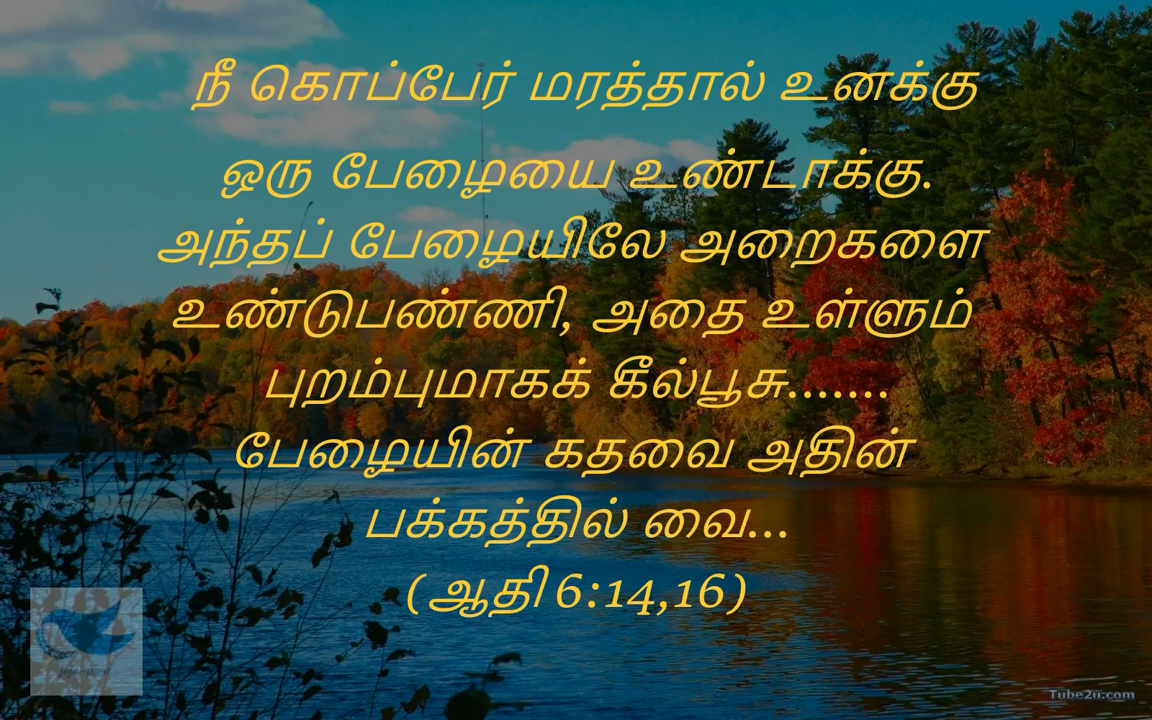 நீ கொப்பேர் மரத்தால் உனக்கு
ஒரு பேழையை உண்டாக்கு.
அந்தப் பேழையிலே அறைகளை
உண்டுபண்ணி, அதை உள்ளும்
புறம்புமாகக் கீல்பூசு.......
பேழையின் கதவை அதின்
பக்கத்தில் வை...
(ஆதி 6:14,16)
Tube2u.com